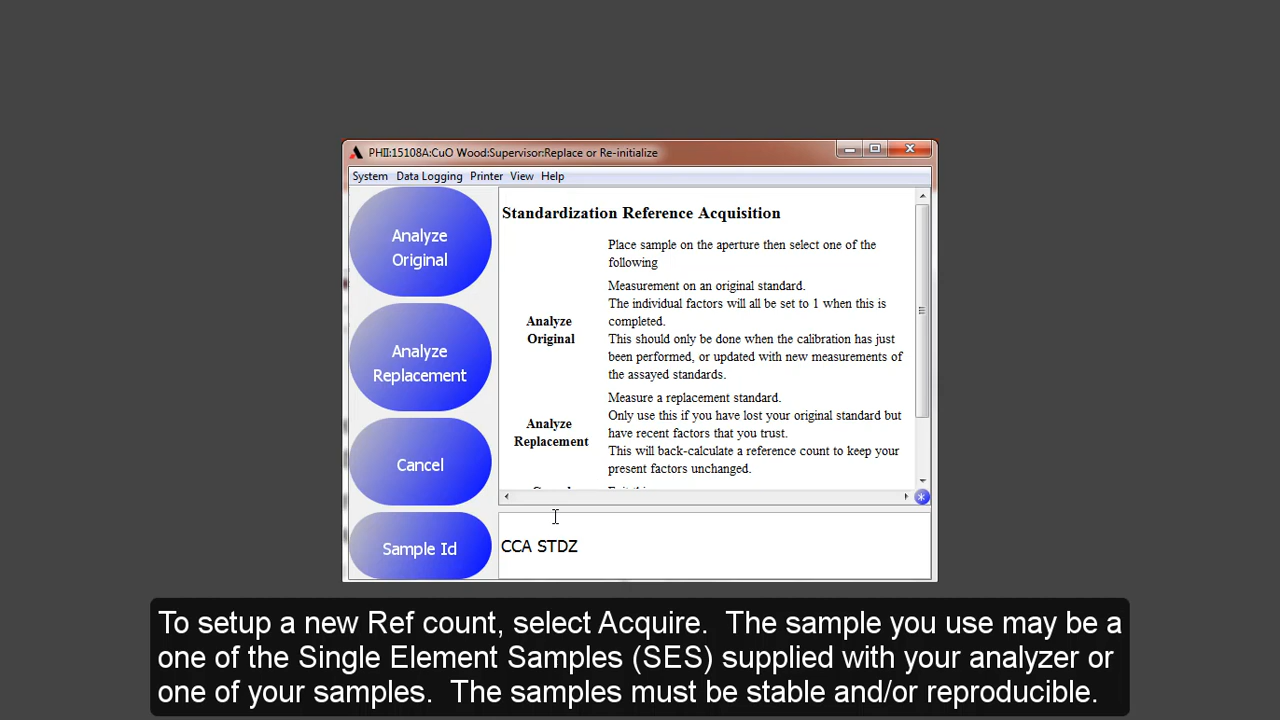 PHII:15108A:CuO Wood:Supervisor:Replace or Re-initialize
System Data Logging Printer View Help
Analyze
Original
Analyze
Replacement
Cancel
Sample Id
Standardization Reference Acquisition
Place sample on the aperture then select one of the
following
Analyze
Original
Measurement on an original standard.
The individual factors will all be set to 1 when this is
completed.
This should only be done when the calibration has just
been performed, or updated with new measurements of
the assayed standards.
Analyze
Replacement
Measure a replacement standard.
Only use this if you have lost your original standard but
have recent factors that you trust.
This will back-calculate a reference count to keep your
present factors unchanged.
CCA STDZ
To setup a new Ref count, select Acquire. The sample you use may be a
one of the Single Element Samples (SES) supplied with your analyzer or
one of your samples. The samples must be stable and/or reproducible.